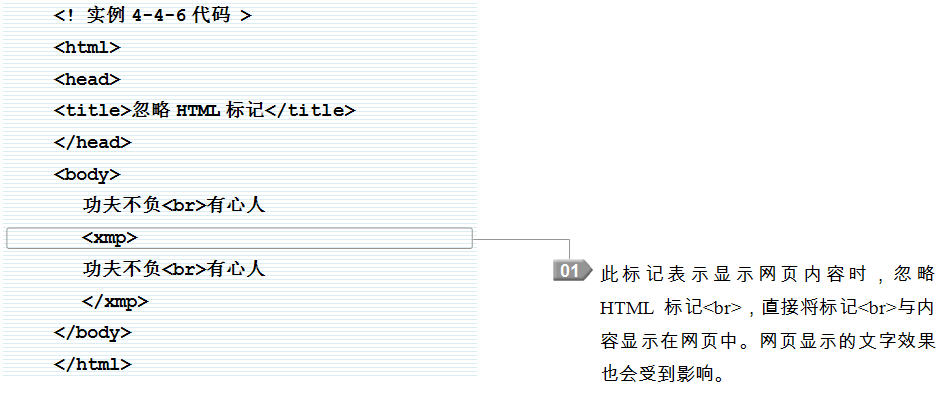 <! 实例 4-4-6 代码 >
<html>
<head>
<title>忽略 HTML 标记</title>
</head>
<body>
功夫不负<br>有心人
<xmp>
功夫不负<br>有心人
</xmp>
</body>
</html>
01
此标记表示显示网页内容时，忽略
HTML 标记<br>，直接将标记<br>与内
容显示在网页中。网页显示的文字效果
也会受到影响。